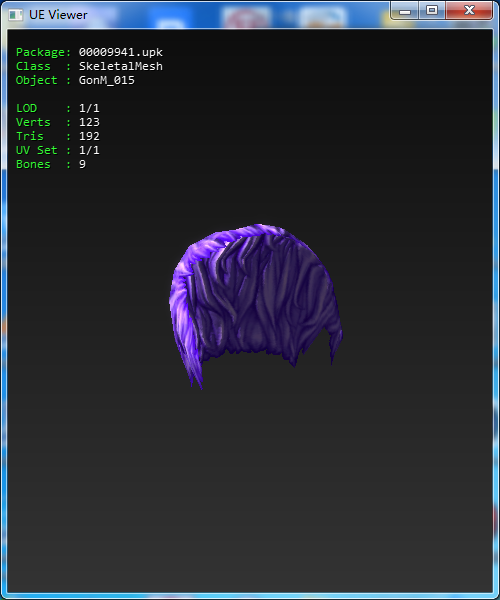 UE Viewer
Package: 00009941.upk
Class  : SkeletalMesh
Object : GonM_015
LOD    : 1/1
Verts  : 123
Tris   : 192
UV Set : 1/1
Bones  : 9